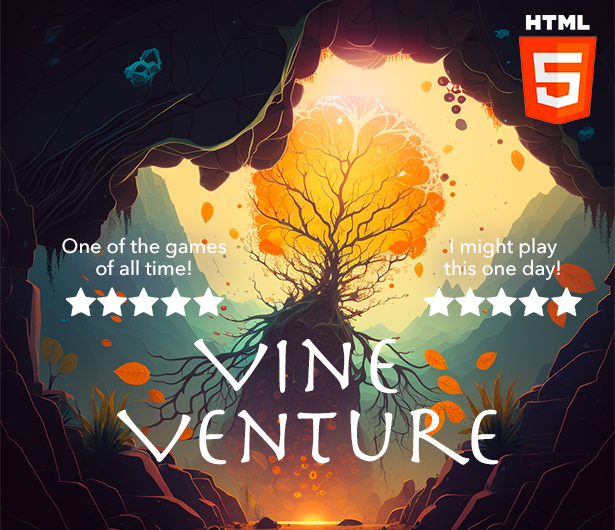 HTML
5
One of the games
of all time!
I might play
this one day!
VINE
VENTURE